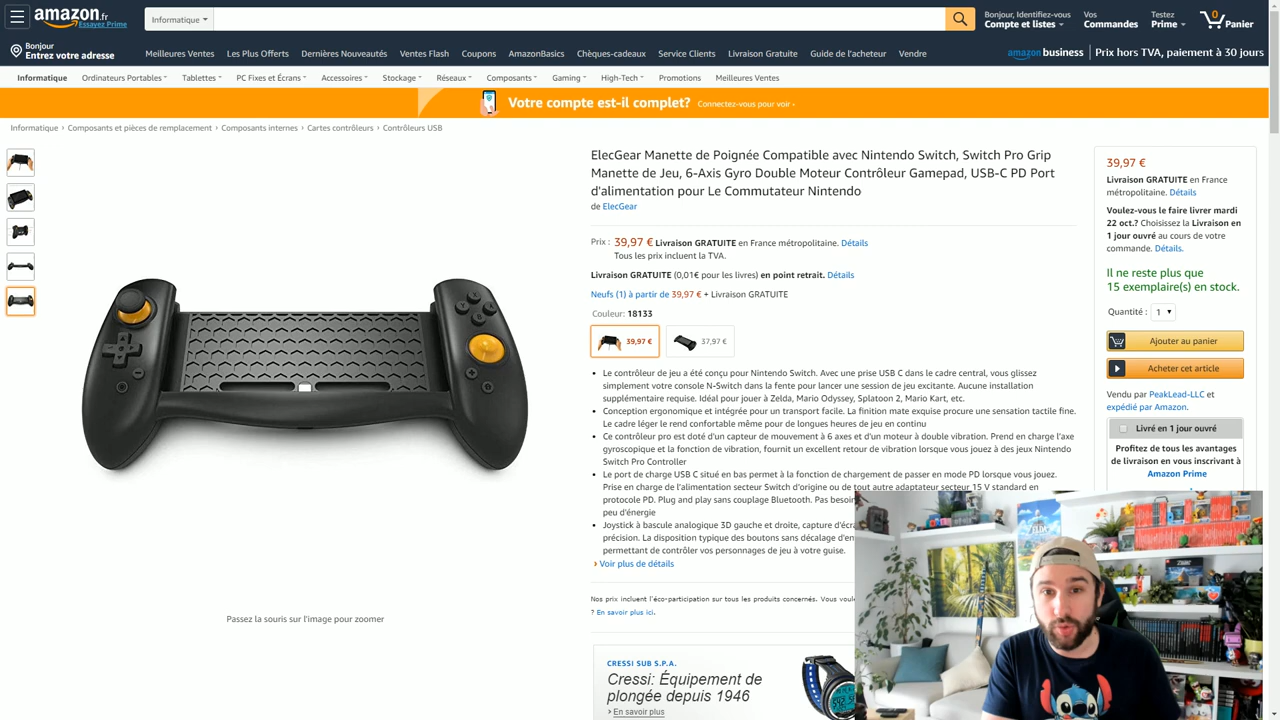 amazon.fr
Essayez Prime
Informatique
Bonjour, Identifiez-vous
Compte et listes
Vos
Commandes
Testez
Prime
0
Panier
Bonjour
Entrez votre adresse
Meilleures Ventes Les Plus Offerts Dernières Nouveautés Ventes Flash Coupons AmazonBasics Chèques-cadeaux Service Clients Livraison Gratuite Guide de l'acheteur Vendre
amazon business Prix hors TVA, paiement à 30 jours
Informatique Ordinateurs Portables Tablettes PC Fixes et Écrans Accessoires Stockage Réseaux Composants Gaming High-Tech Promotions Meilleures Ventes
Votre compte est-il complet? Connectez-vous pour voir ›
Informatique › Composants et pièces de remplacement › Composants internes › Cartes contrôleurs › Contrôleurs USB
ElecGear Manette de Poignée Compatible avec Nintendo Switch, Switch Pro Grip
Manette de Jeu, 6-Axis Gyro Double Moteur Contrôleur Gamepad, USB-C PD Port
d'alimentation pour Le Commutateur Nintendo
de ElecGear
Prix : 39,97 € Livraison GRATUITE en France métropolitaine. Détails
Tous les prix incluent la TVA.
Livraison GRATUITE (0,01€ pour les livres) en point retrait. Détails
Neufs (1) à partir de 39,97 € + Livraison GRATUITE
Couleur: 18133
39,97 €
37,97 €
• Le contrôleur de jeu a été conçu pour Nintendo Switch. Avec une prise USB C dans le cadre central, vous glissez
simplement votre console N-Switch dans la fente pour lancer une session de jeu excitante. Aucune installation
supplémentaire requise. Idéal pour jouer à Zelda, Mario Odyssey, Splatoon 2, Mario Kart, etc.
• Conception ergonomique et intégrée pour un transport facile. La finition mate exquise procure une sensation tactile fine.
Le cadre léger le rend confortable même pour de longues heures de jeu en continu
• Ce contrôleur pro est doté d'un capteur de mouvement à 6 axes et d'un moteur à double vibration. Prend en charge l'axe
gyroscopique et la fonction de vibration, fournit un excellent retour de vibration lorsque vous jouez à des jeux Nintendo
Switch Pro Controller
• Le port de charge USB C situé en bas permet à la fonction de chargement de passer en mode PD lorsque vous jouez.
Prise en charge de l'alimentation secteur Switch d'origine ou de tout autre adaptateur secteur 15 V standard en
protocole PD. Plug and play sans couplage Bluetooth. Pas besoin
peu d'énergie
• Joystick à bascule analogique 3D gauche et droite, capture d'écra
précision. La disposition typique des boutons sans décalage d'en
permettant de contrôler vos personnages de jeu à votre guise.
› Voir plus de détails
Nos prix incluent l'éco-participation sur tous les produits concernés. Vous voule
? En savoir plus ici.
CRESSI SUB S.P.A.
Cressi: Équipement de
plongée depuis 1946
› En savoir plus
Passez la souris sur l'image pour zoomer
39,97 €
Livraison GRATUITE en France
métropolitaine. Détails
Voulez-vous le faire livrer mardi
22 oct.? Choisissez la Livraison en
1 jour ouvré au cours de votre
commande. Détails.
Il ne reste plus que
15 exemplaire(s) en stock.
Quantité : 1
Ajouter au panier
Acheter cet article
Vendu par PeakLead-LLC et
expédié par Amazon.
Livré en 1 jour ouvré
Profitez de tous les avantages
de livraison en vous inscrivant à
Amazon Prime